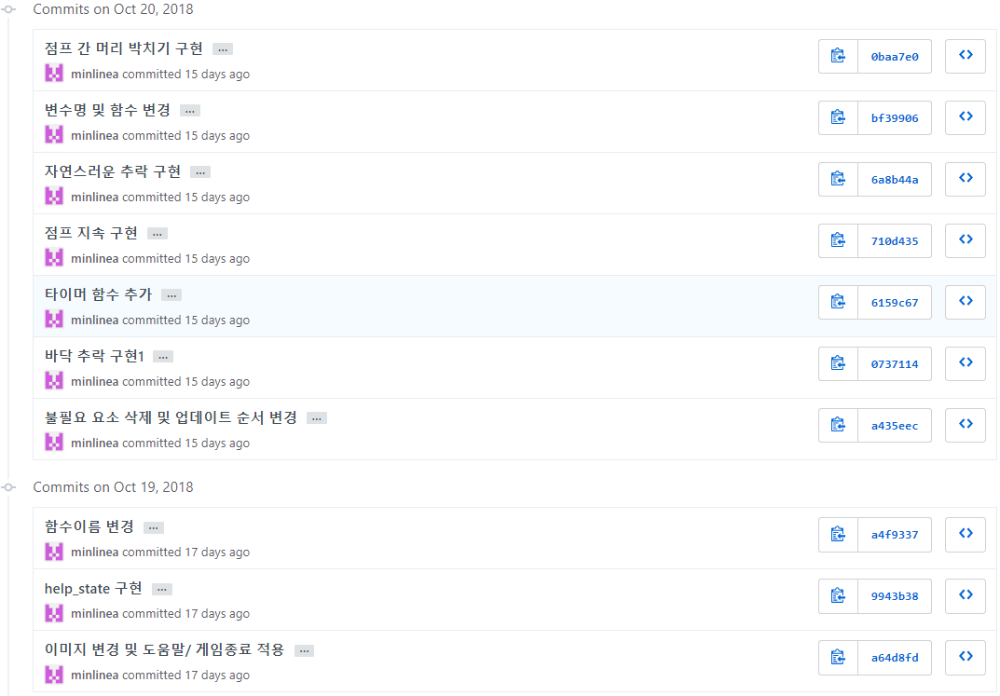 Commits on Oct 20, 2018
점프 간 머리 박치기 구현 ...
0baa7e0
minlinea committed 15 days ago
변수명 및 함수 변경 ...
bf39906
minlinea committed 15 days ago
자연스러운 추락 구현 ...
6a8b44a
minlinea committed 15 days ago
점프 지속 구현 ...
710d435
minlinea committed 15 days ago
타이머 함수 추가 ...
6159c67
minlinea committed 15 days ago
바닥 추락 구현1 ...
0737114
minlinea committed 15 days ago
불필요 요소 삭제 및 업데이트 순서 변경 ...
a435eec
minlinea committed 15 days ago
Commits on Oct 19, 2018
함수이름 변경 ...
a4f9337
minlinea committed 17 days ago
help_state 구현 ...
9943b38
minlinea committed 17 days ago
이미지 변경 및 도움말/ 게임종료 적용 ...
a64d8fd
minlinea committed 17 days ago